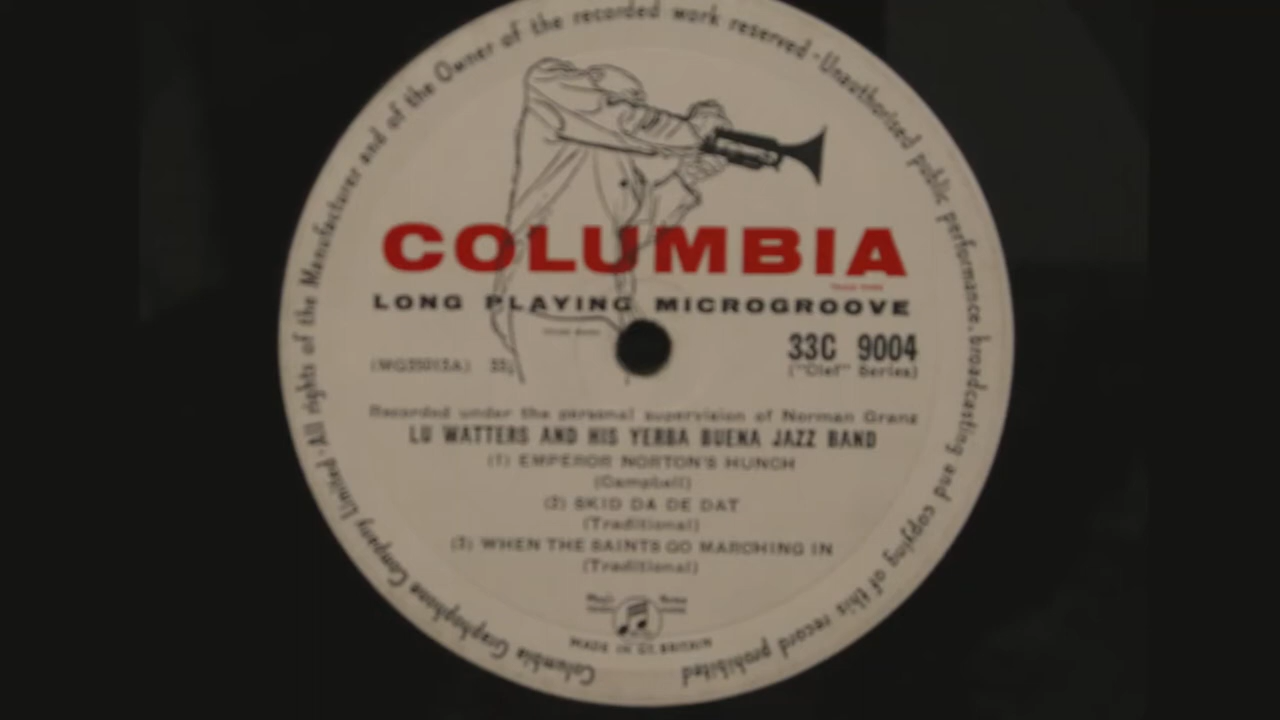 Columbia Graphophone Company Limited · All rights of the Manufacturer and of the Owner of the recorded work reserved · Unauthorised public performance, broadcasting and copying of this record prohibited
COLUMBIA
LONG PLAYING MICROGROOVE
33C 9004
("Clef" Series)
Recorded under the personal supervision of Norman Granz
LU WATTERS AND HIS YERBA BUENA JAZZ BAND
(1) EMPEROR NORTON'S HUNCH
(Campbell)
(2) SKID DA DE DAT
(Traditional)
(3) WHEN THE SAINTS GO MARCHING IN
(Traditional)
MADE IN GT. BRITAIN